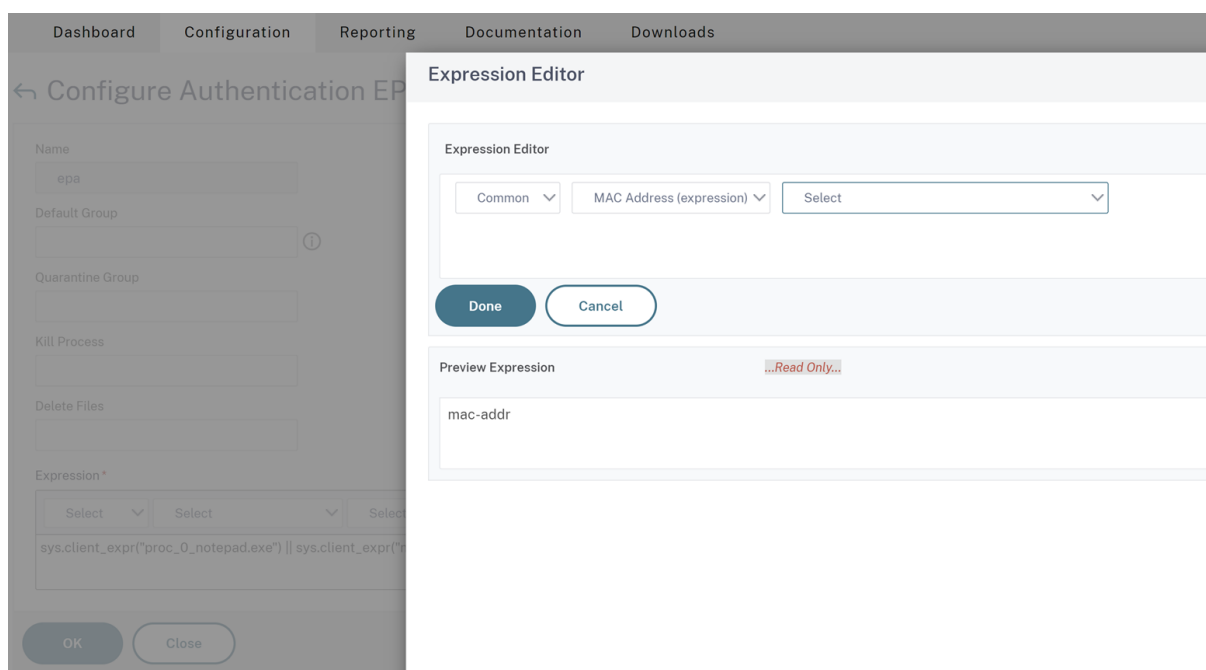 Dashboard Configuration Reporting Documentation Downloads
Configure Authentication EP
Name
epa
Default Group
Quarantine Group
Kill Process
Delete Files
Expression *
Select Select Select
sys.client_expr("proc_0_notepad.exe") || sys.client_expr("
OK Close
Expression Editor
Expression Editor
Common MAC Address (expression) Select
Done Cancel
Preview Expression ...Read Only...
mac-addr